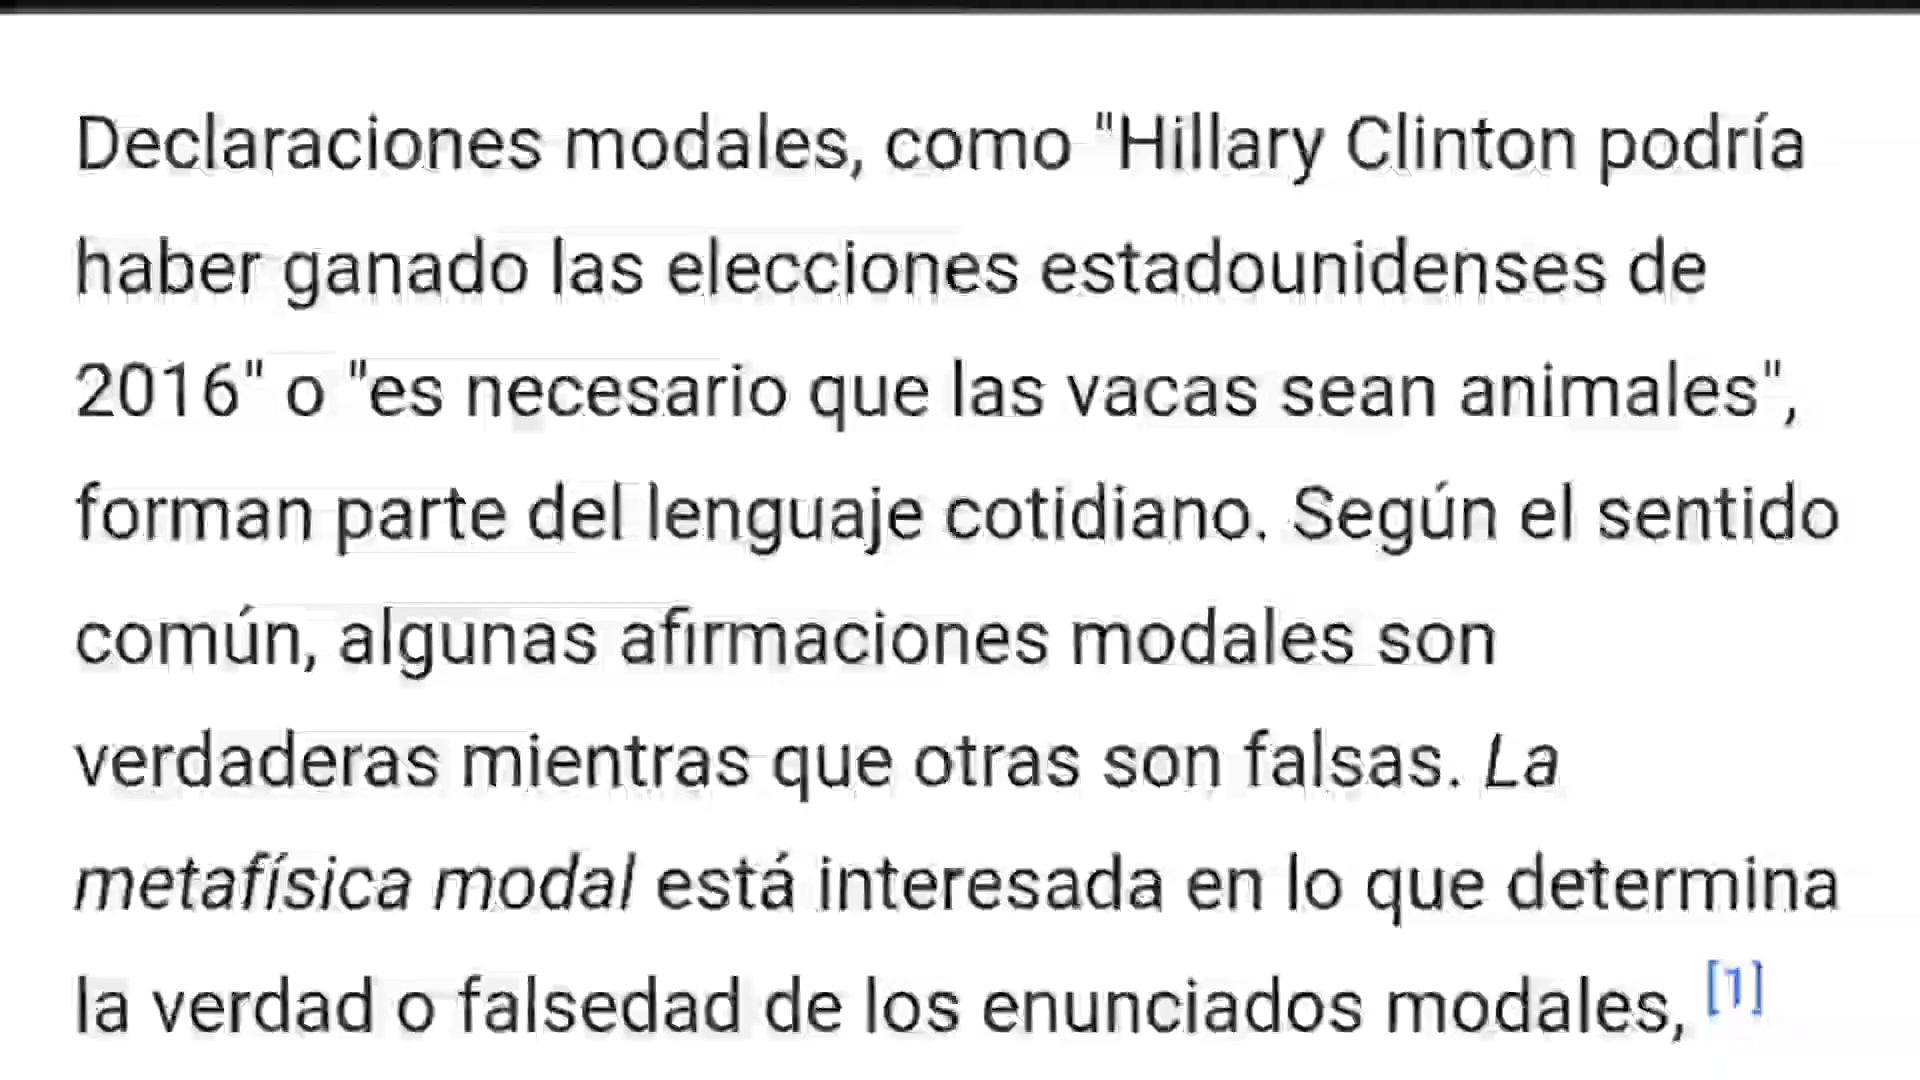 Declaraciones modales, como "Hillary Clinton podría
haber ganado las elecciones estadounidenses de
2016" o "es necesario que las vacas sean animales",
forman parte del lenguaje cotidiano. Según el sentido
común, algunas afirmaciones modales son
verdaderas mientras que otras son falsas. La
metafísica modal está interesada en lo que determina
la verdad o falsedad de los enunciados modales, [1]